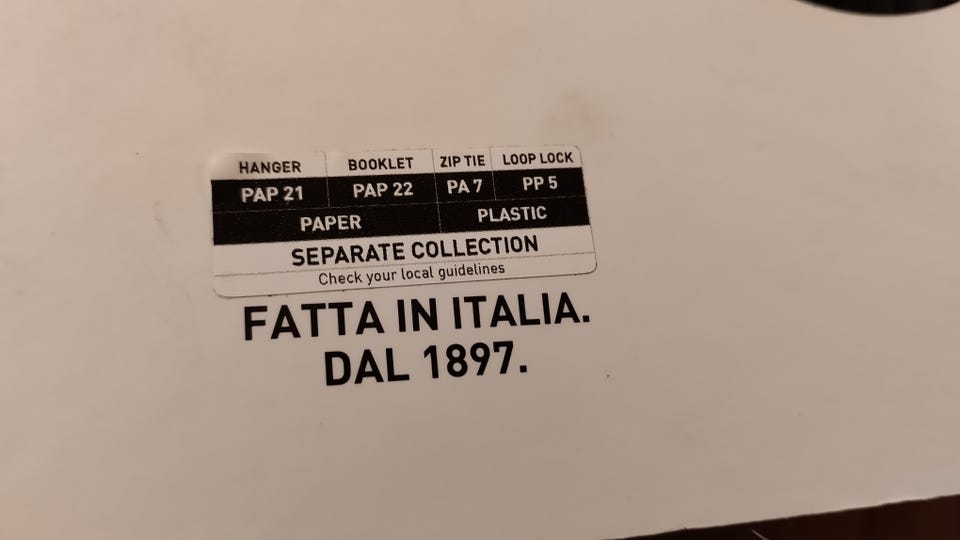 HANGER BOOKLET ZIP TIE LOOP LOCK
PAP 21 PAP 22 PA 7 PP 5
PAPER PLASTIC
SEPARATE COLLECTION
Check your local guidelines
FATTA IN ITALIA.
DAL 1897.